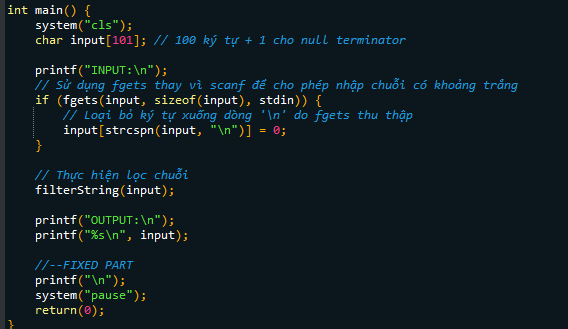 int main() {
system("cls");
char input[101]; // 100 ký tự + 1 cho null terminator
printf("INPUT:\n");
// Sử dụng fgets thay vì scanf để cho phép nhập chuỗi có khoảng trắng
if (fgets(input, sizeof(input), stdin)) {
// Loại bỏ ký tự xuống dòng '\n' do fgets thu thập
input[strcspn(input, "\n")] = 0;
}
// Thực hiện lọc chuỗi
filterString(input);
printf("OUTPUT:\n");
printf("%s\n", input);
//--FIXED PART
printf("\n");
system("pause");
return(0);
}